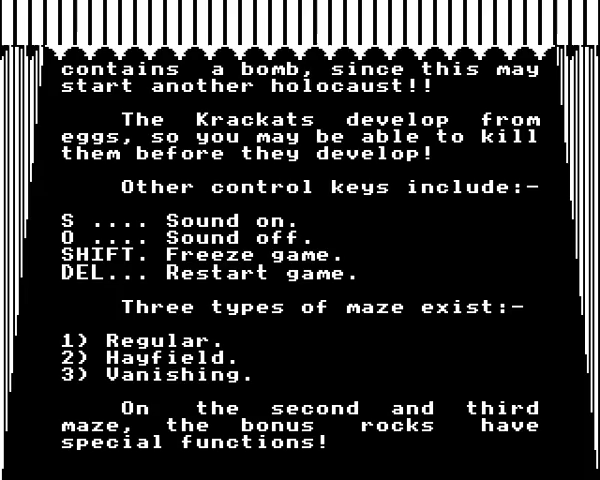 contains a bomb, since this may
start another holocaust!!
The Krackats develop from
eggs, so you may be able to kill
them before they develop!
Other control keys include:-
S .... Sound on.
O .... Sound off.
SHIFT. Freeze game.
DEL... Restart game.
Three types of maze exist:-
1) Regular.
2) Hayfield.
3) Vanishing.
On the second and third
maze, the bonus rocks have
special functions!